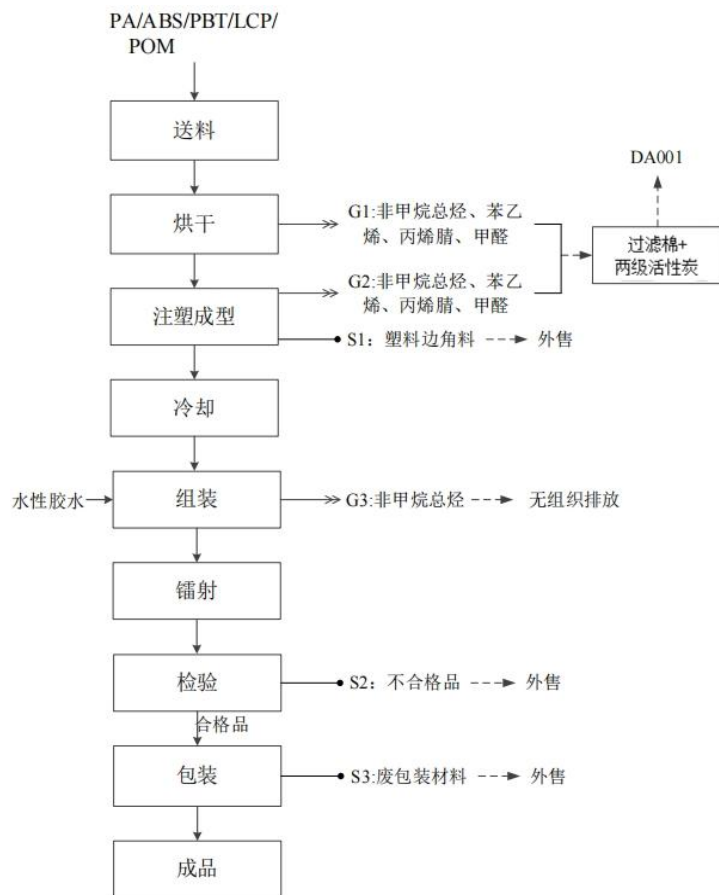 PA/ABS/PBT/LCP/
POM
送料
DA001
烘干
G1:非甲烷总烃、苯乙
烯、丙烯腈、甲醛
过滤棉+
两级活性炭
注塑成型
G2:非甲烷总烃、苯乙
烯、丙烯腈、甲醛
S1：塑料边角料
外售
冷却
水性胶水
组装
G3:非甲烷总烃
无组织排放
镭射
检验
S2：不合格品
外售
合格品
包装
S3:废包装材料
外售
成品